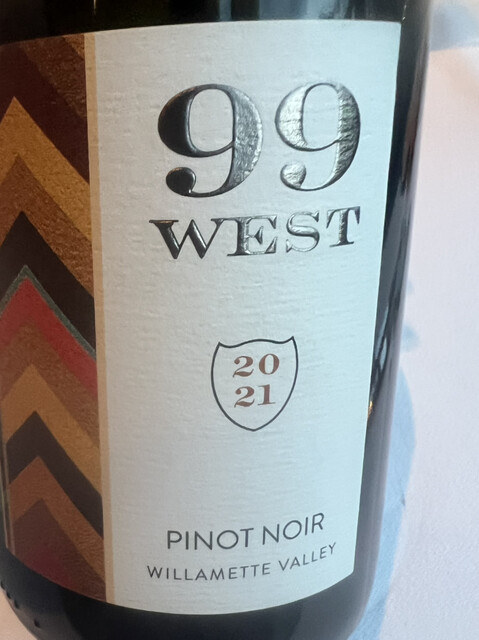 99
WEST
20
21
PINOT NOIR
WILLAMETTE VALLEY